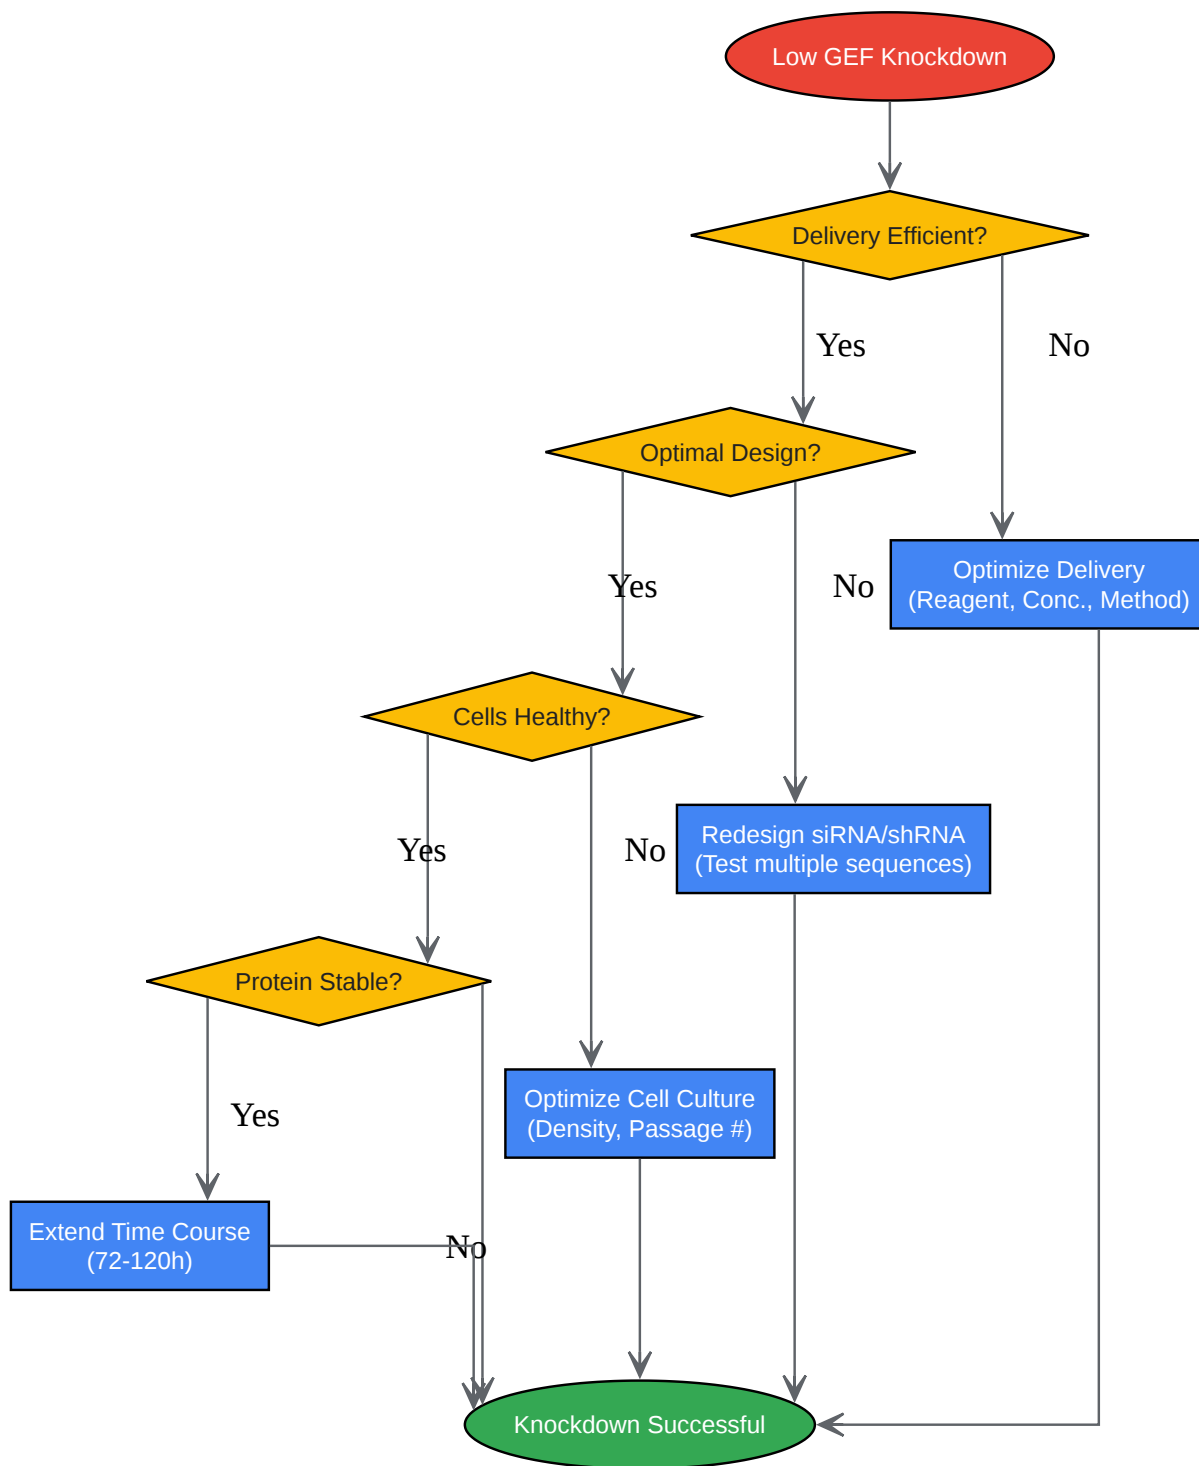 Low GEF Knockdown
Delivery Efficient?
Yes
No
Optimal Design?
Optimize Delivery
(Reagent, Conc., Method)
Yes
No
Cells Healthy?
Redesign siRNA/shRNA
(Test multiple sequences)
Yes
No
Protein Stable?
Optimize Cell Culture
(Density, Passage #)
Yes
Extend Time Course
(72-120h)
No
Knockdown Successful